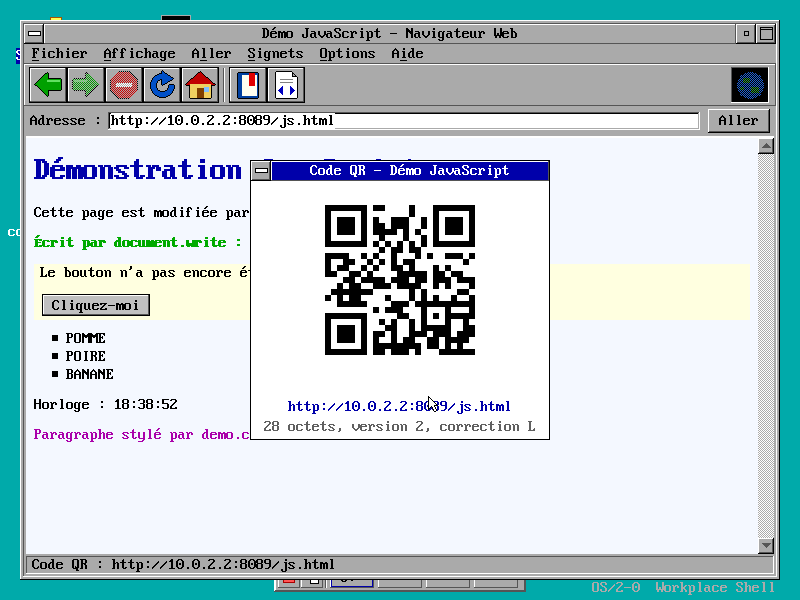 Démo JavaScript - Navigateur Web
Fichier Affichage Aller Signets Options Aide
Adresse : http://10.0.2.2:8089/js.html Aller
Démonstration
Code QR - Démo JavaScript
Cette page est modifiée par
Écrit par document.write :
Le bouton n'a pas encore
Cliquez-moi
POMME
POIRE
BANANE
Horloge : 18:38:52
http://10.0.2.2:8089/js.html
28 octets, version 2, correction L
Paragraphe stylé par demo.c
Code QR : http://10.0.2.2:8089/js.html
OS/2-0 Workplace Shell